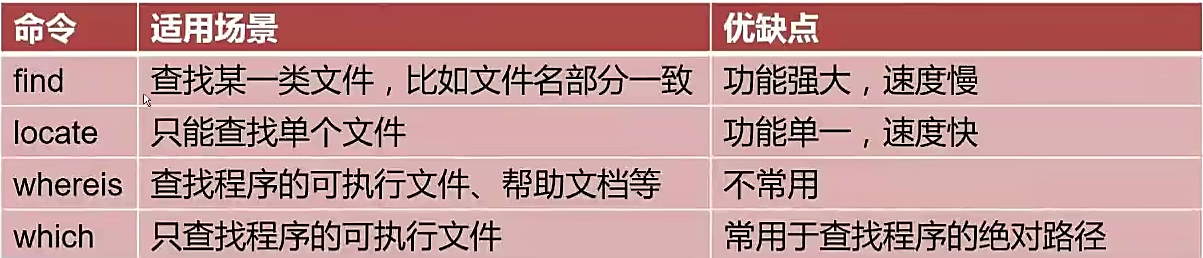 命令 适用场景 优缺点
find 查找某一类文件，比如文件名部分一致 功能强大，速度慢
locate 只能查找单个文件 功能单一，速度快
whereis 查找程序的可执行文件、帮助文档等 不常用
which 只查找程序的可执行文件 常用于查找程序的绝对路径